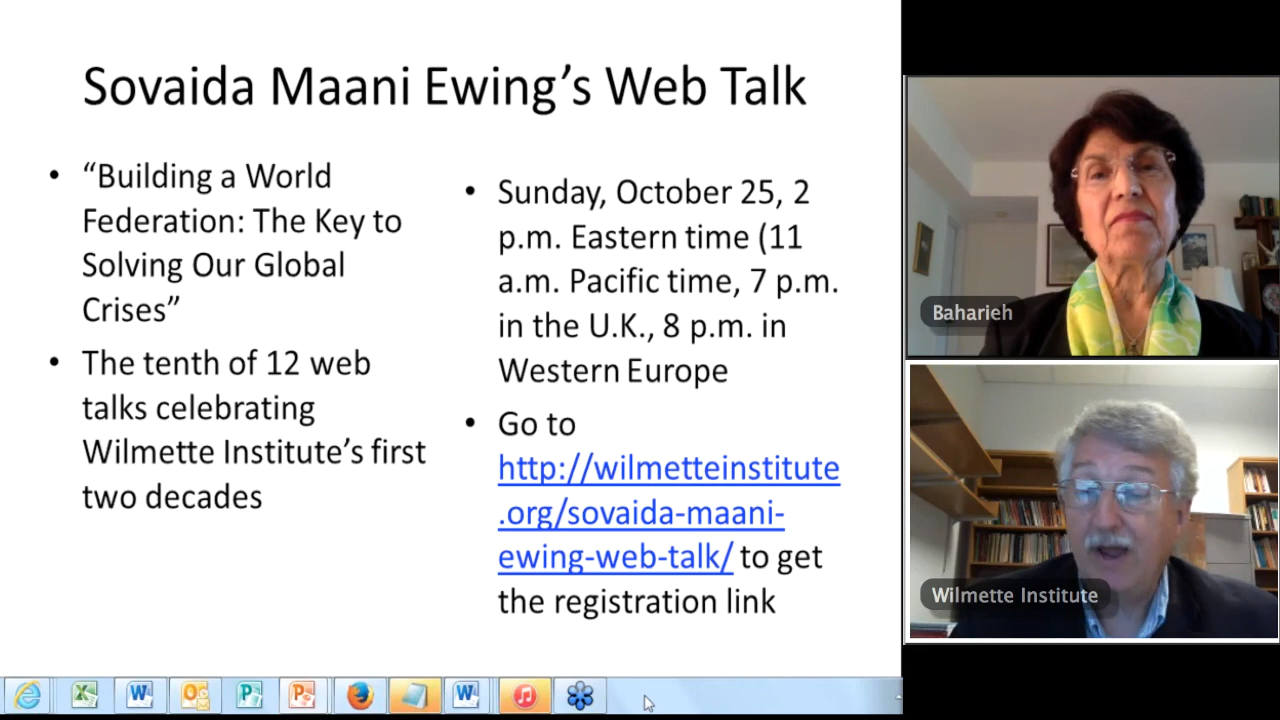 Sovaida Maani Ewing’s Web Talk
• “Building a World
Federation: The Key to
Solving Our Global
Crises”
• The tenth of 12 web
talks celebrating
Wilmette Institute’s first
two decades
• Sunday, October 25, 2
p.m. Eastern time (11
a.m. Pacific time, 7 p.m.
in the U.K., 8 p.m. in
Western Europe
• Go to
http://wilmetteinstitute
.org/sovaida-maani-
ewing-web-talk/ to get
the registration link
Baharieh
Wilmette Institute